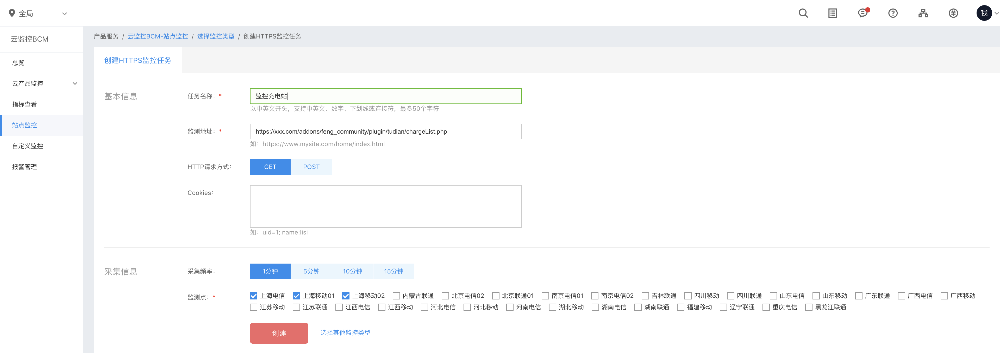 全局
我
云监控BCM
总览
云产品监控
指标查看
站点监控
自定义监控
报警管理
产品服务 / 云监控BCM-站点监控 / 选择监控类型 / 创建HTTPS监控任务
创建HTTPS监控任务
基本信息
任务名称：*
监控充电站
以中英文开头，支持中英文、数字、下划线或连接符，最多50个字符
监测地址：*
https://xxx.com/addons/feng_community/plugin/tudian/chargeList.php
如：https://www.mysite.com/home/index.html
HTTP请求方式：
GET POST
Cookies：
如：uid=1; name:lisi
采集信息
采集频率：
1分钟 5分钟 10分钟 15分钟
监测点：*
上海电信 上海移动01 上海移动02 内蒙古联通 北京电信02 北京联通01 南京电信01 南京电信02 吉林联通 四川移动 四川联通 山东电信 山东移动 广东联通 广西电信 广西移动
江苏移动 江苏联通 江西电信 江西移动 河北电信 河北移动 河南电信 湖北移动 湖南电信 湖南联通 福建移动 辽宁联通 重庆电信 黑龙江联通
创建 选择其他监控类型